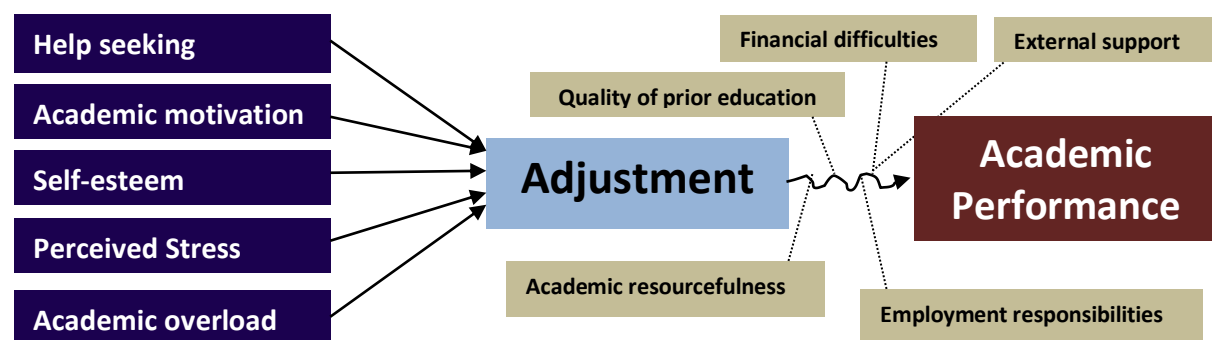 Help seeking
Academic motivation
Self-esteem
Perceived Stress
Academic overload
Adjustment
Quality of prior education
Financial difficulties
External support
Academic resourcefulness
Employment responsibilities
Academic
Performance